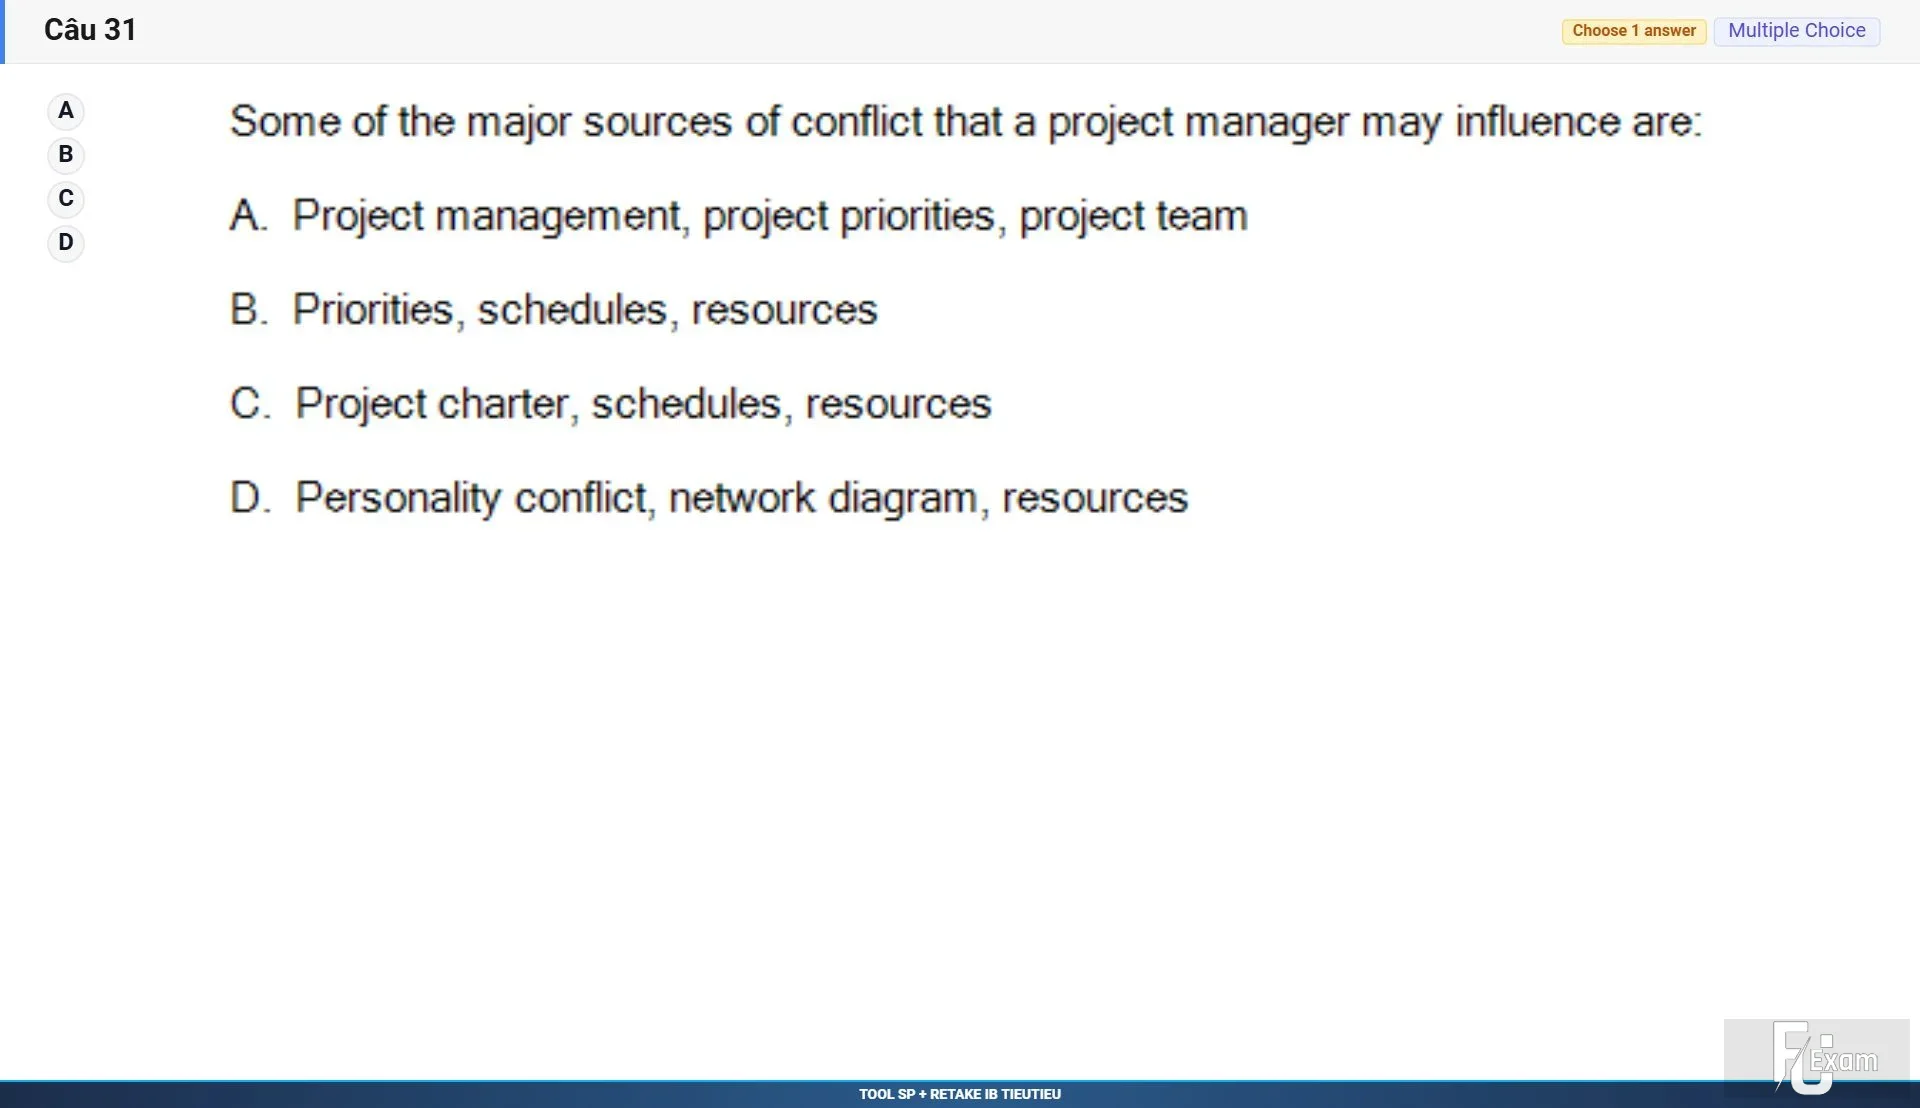 Câu 31
Choose 1 answer
Multiple Choice
A
B
C
D
Some of the major sources of conflict that a project manager may influence are:
A. Project management, project priorities, project team
B. Priorities, schedules, resources
C. Project charter, schedules, resources
D. Personality conflict, network diagram, resources
FU Exam
TOOL SP + RETAKE IB TIEUTIEU